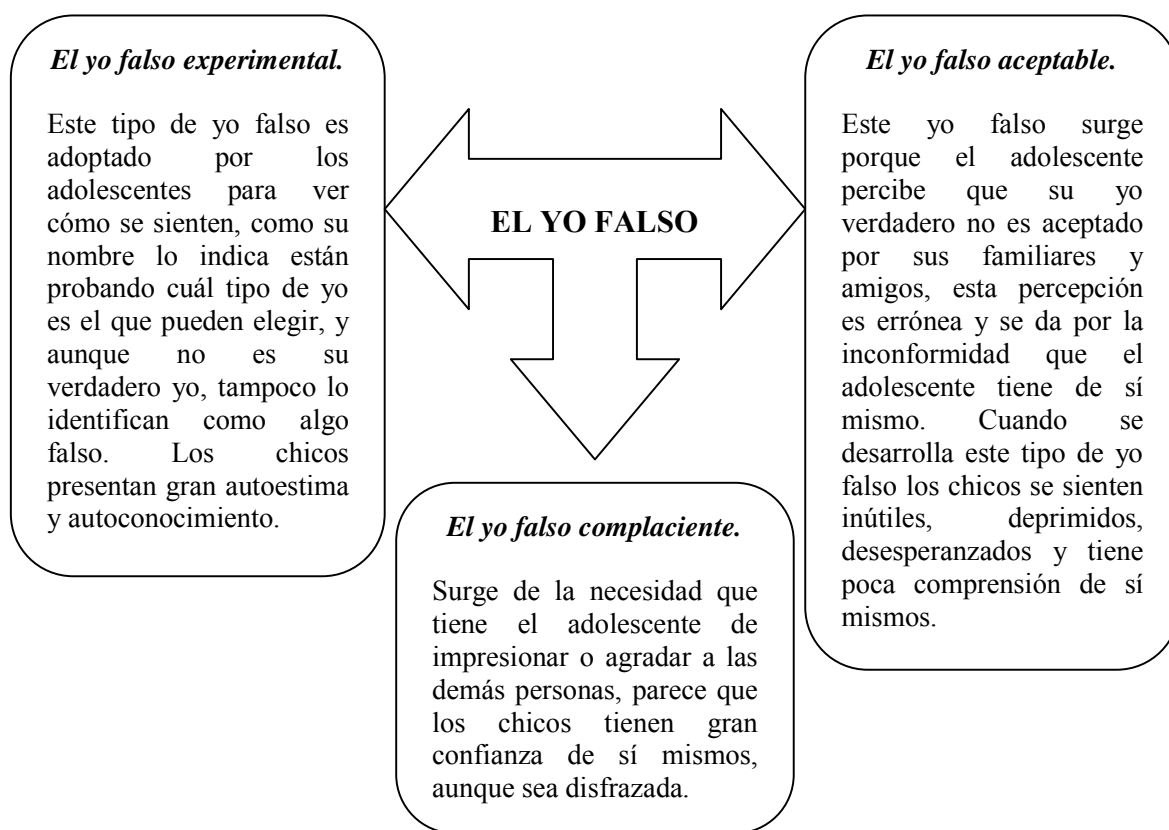 El yo falso experimental.
Este tipo de yo falso es
adoptado por los
adolescentes para ver
cómo se sienten, como su
nombre lo indica están
probando cuál tipo de yo
es el que pueden elegir, y
aunque no es su
verdadero yo, tampoco lo
identifican como algo
falso. Los chicos
presentan gran autoestima
y autoconocimiento.
EL YO FALSO
El yo falso aceptable.
Este yo falso surge
porque el adolescente
percibe que su yo
verdadero no es aceptado
por sus familiares y
amigos, esta percepción
es errónea y se da por la
inconformidad que el
adolescente tiene de sí
mismo. Cuando se
desarrolla este tipo de yo
falso los chicos se sienten
inútiles, deprimidos,
desesperanzados y tiene
poca comprensión de sí
mismos.
El yo falso complaciente.
Surge de la necesidad que
tiene el adolescente de
impresionar o agradar a las
demás personas, parece que
los chicos tienen gran
confianza de sí mismos,
aunque sea disfrazada.